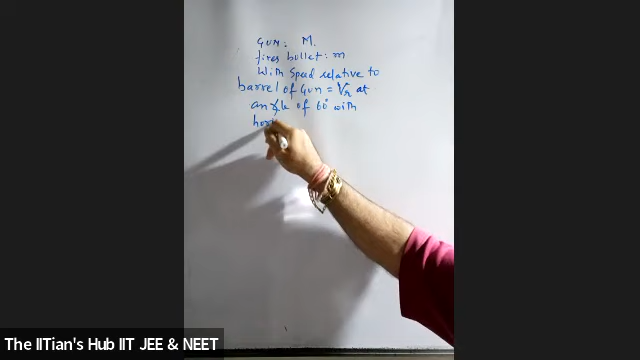 GUN: M.
fires bullet: m
With Speed relative to
barrel of Gun = Vr at
angle of 60° with
hor
The IITian's Hub IIT JEE & NEET